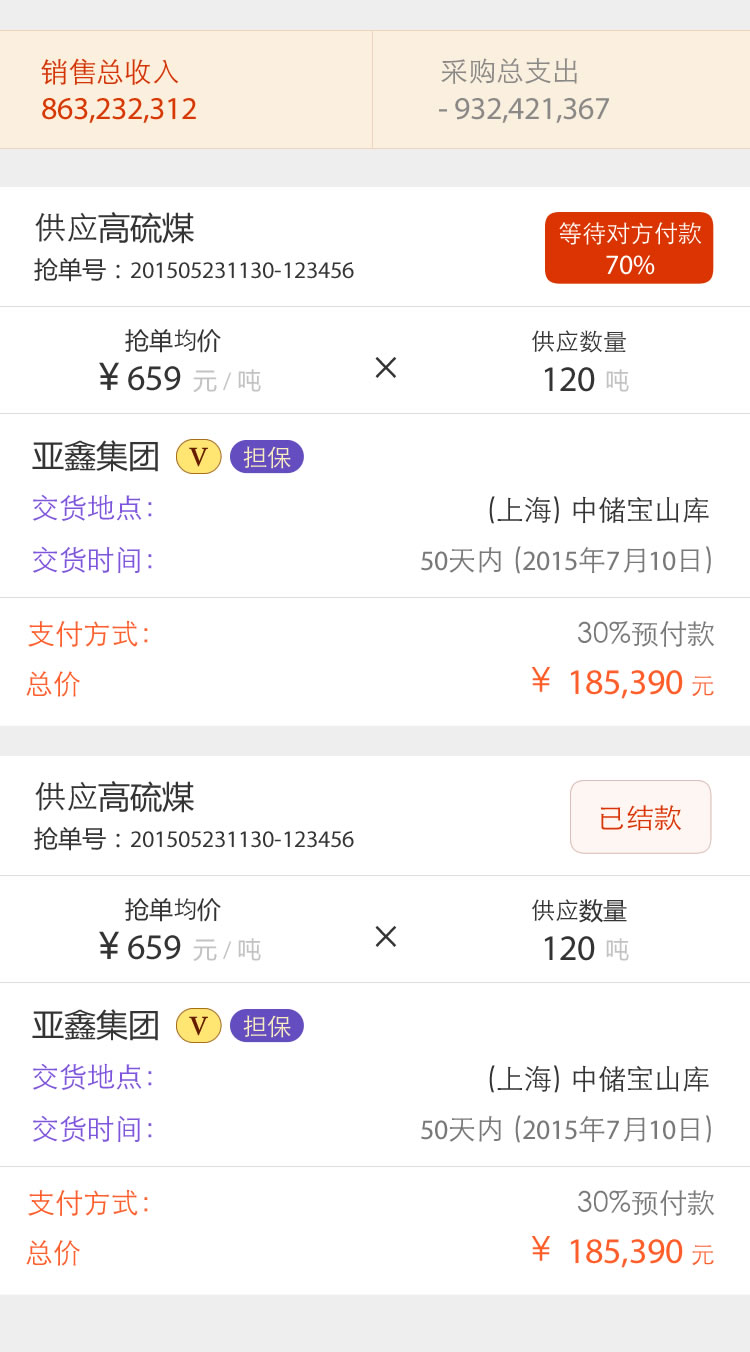 销售总收入
863,232,312
采购总支出
- 932,421,367
供应高硫煤
抢单号：201505231130-123456
等待对方付款
70%
抢单均价
¥ 659 元 / 吨
×
供应数量
120 吨
亚鑫集团 V 担保
交货地点:
(上海) 中储宝山库
交货时间:
50天内 (2015年7月10日)
支付方式:
30%预付款
总价
¥ 185,390 元
供应高硫煤
抢单号：201505231130-123456
已结款
抢单均价
¥ 659 元 / 吨
×
供应数量
120 吨
亚鑫集团 V 担保
交货地点:
(上海) 中储宝山库
交货时间:
50天内 (2015年7月10日)
支付方式:
30%预付款
总价
¥ 185,390 元